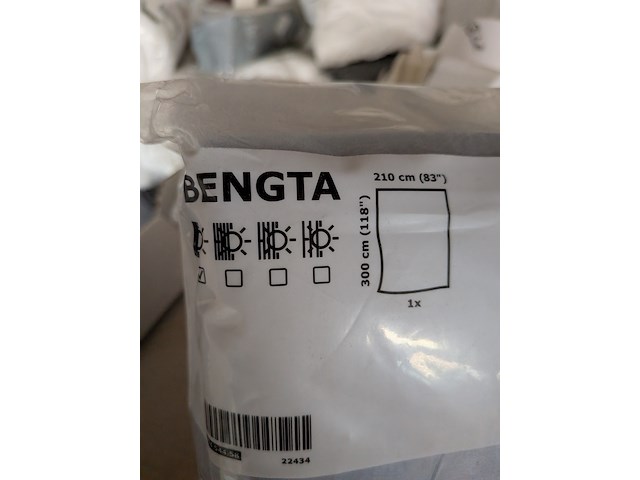 BENGTA
210 cm (83")
300 cm (118")
1x
22434